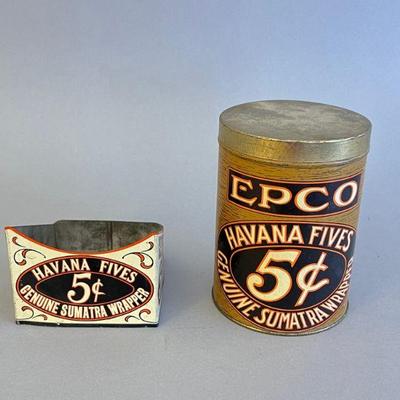 HAVANA FIVES
5¢
GENUINE SUMATRA WRAPPER
EPCO
HAVANA FIVES
5¢
GENUINE SUMATRA WRAPPER